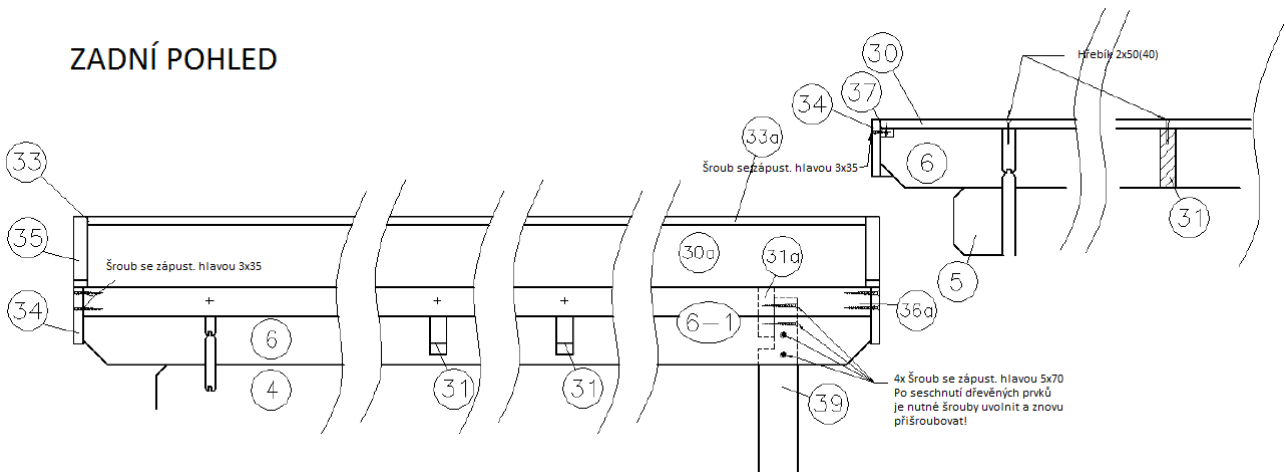 ZADNÍ POHLED
30
Hřebík 2x50(40)
37
34
33a
Šroub se zápust. hlavou 3x35
6
31
33
35
30a
31a
Šroub se zápust. hlavou 3x35
5
34
6
6-1
36a
4
31
31
39
4x Šroub se zápust. hlavou 5x70
Po seschnutí dřevěných prvků
je nutné šrouby uvolnit a znovu
přišroubovat!